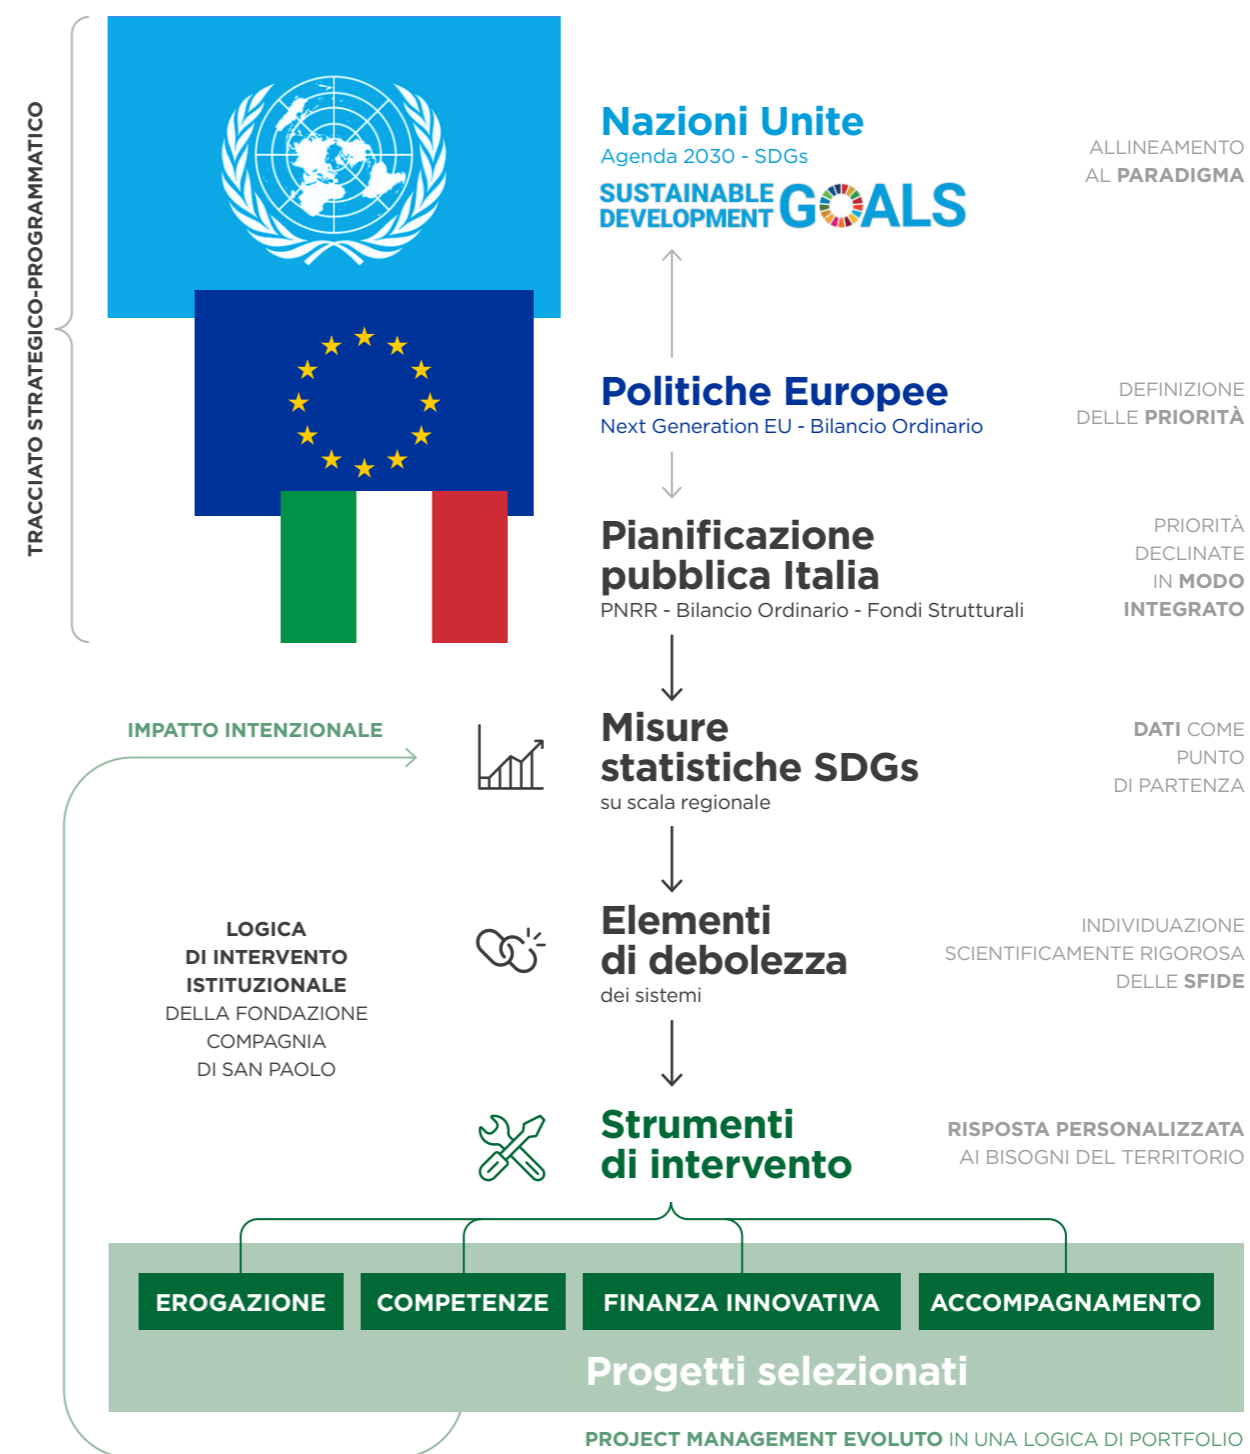 TRACCIATO STRATEGICO-PROGRAMMATICO
Nazioni Unite
Agenda 2030 - SDGs
SUSTAINABLE
DEVELOPMENT GOALS
ALLINEAMENTO
AL PARADIGMA
Politiche Europee
Next Generation EU - Bilancio Ordinario
DEFINIZIONE
DELLE PRIORITÀ
Pianificazione
pubblica Italia
PNRR - Bilancio Ordinario - Fondi Strutturali
PRIORITÀ
DECLINATE
IN MODO
INTEGRATO
IMPATTO INTENZIONALE
Misure
statistiche SDGs
su scala regionale
DATI COME
PUNTO
DI PARTENZA
LOGICA
DI INTERVENTO
ISTITUZIONALE
DELLA FONDAZIONE
COMPAGNIA
DI SAN PAOLO
Elementi
di debolezza
dei sistemi
INDIVIDUAZIONE
SCIENTIFICAMENTE RIGOROSA
DELLE SFIDE
Strumenti
di intervento
RISPOSTA PERSONALIZZATA
AI BISOGNI DEL TERRITORIO
EROGAZIONE
COMPETENZE
FINANZA INNOVATIVA
ACCOMPAGNAMENTO
Progetti selezionati
PROJECT MANAGEMENT EVOLUTO IN UNA LOGICA DI PORTFOLIO